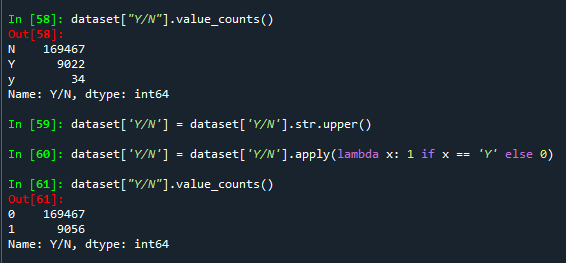 In [58]: dataset["Y/N"].value_counts()
Out[58]:
N    169467
Y      9022
y        34
Name: Y/N, dtype: int64
In [59]: dataset['Y/N'] = dataset['Y/N'].str.upper()
In [60]: dataset['Y/N'] = dataset['Y/N'].apply(lambda x: 1 if x == 'Y' else 0)
In [61]: dataset["Y/N"].value_counts()
Out[61]:
0    169467
1      9056
Name: Y/N, dtype: int64